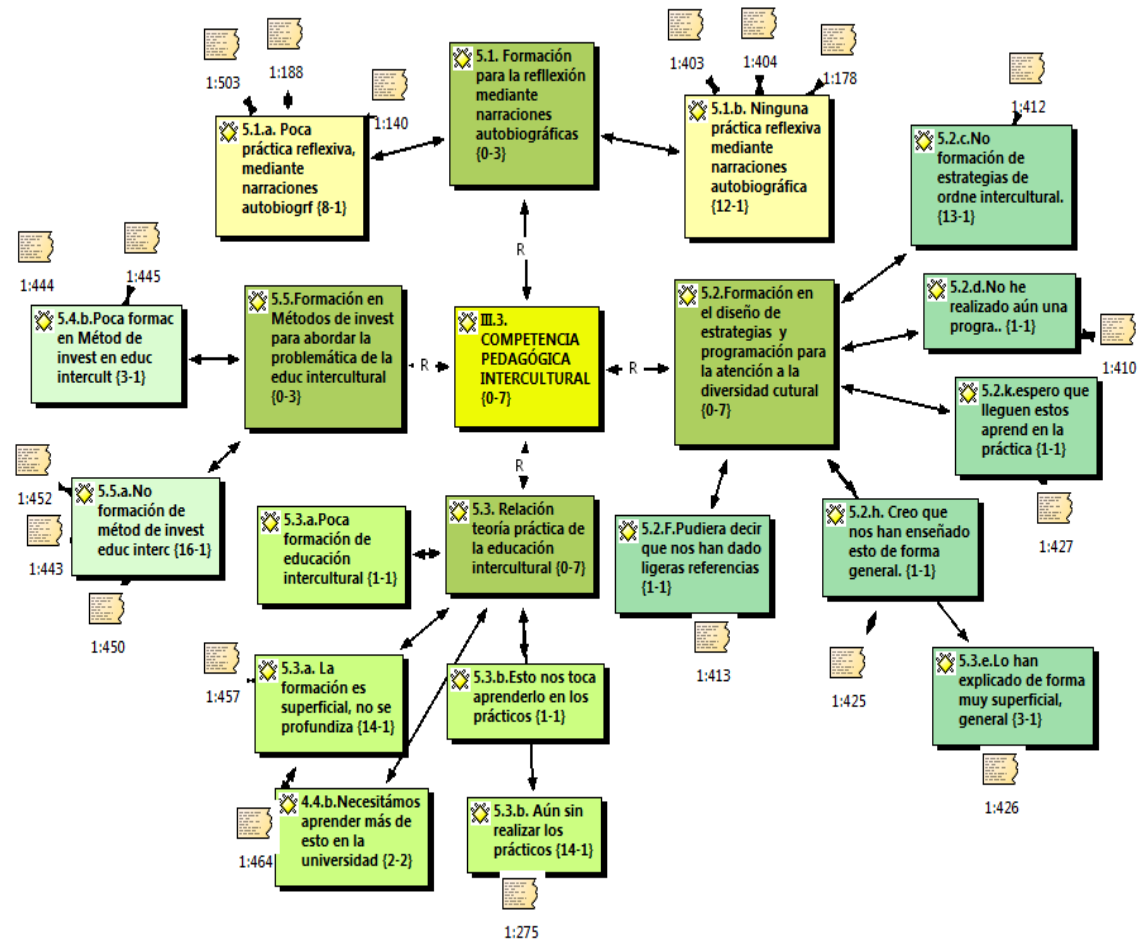 1:503
1:188
1:140
5.1. Formación
para la refllexión
mediante
narraciones
autobiográficas
{0-3}
1:403
1:404
1:178
1:412
5.1.a. Poca
práctica reflexiva,
mediante
narraciones
autobiogrf {8-1}
5.1.b. Ninguna
práctica reflexiva
mediante
narraciones
autobiográfica
{12-1}
5.2.c.No
formación de
estrategias de
ordne intercultural.
{13-1}
R
1:444
1:445
5.4.b.Poca formac
en Métod de
invest en educ
intercult {3-1}
5.5.Formación en
Métodos de invest
para abordar la
problemática de la
educ intercultural
{0-3}
R
III.3.
COMPETENCIA
PEDAGÓGICA
INTERCULTURAL
{0-7}
R
5.2.Formación en
el diseño de
estrategias y
programación para
la atención a la
diversidad cutural
{0-7}
5.2.d.No he
realizado aún una
progra.. {1-1}
1:410
5.2.k.espero que
lleguen estos
aprend en la
práctica {1-1}
1:427
R
1:452
1:443
5.5.a.No
formación de
métod de invest
educ interc {16-1}
1:450
5.3.a.Poca
formación de
educación
intercultural {1-1}
5.3. Relación
teoría práctica de
la educación
intercultural {0-7}
5.2.F.Pudiera decir
que nos han dado
ligeras referencias
{1-1}
1:413
5.2.h. Creo que
nos han enseñado
esto de forma
general. {1-1}
1:425
1:457
5.3.a. La
formación es
superficial, no se
profundiza {14-1}
5.3.b.Esto nos toca
aprenderlo en los
prácticos {1-1}
5.3.e.Lo han
explicado de forma
muy superficial,
general {3-1}
1:426
1:464
4.4.b.Necesitámos
aprender más de
esto en la
universidad {2-2}
5.3.b. Aún sin
realizar los
prácticos {14-1}
1:275